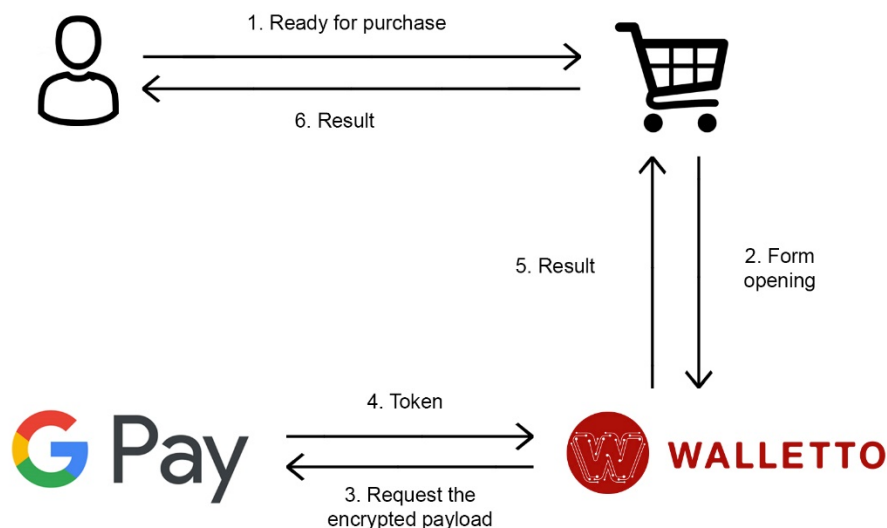 1. Ready for purchase
6. Result
5. Result
2. Form
opening
4. Token
G Pay
WALLETTO
3. Request the
encrypted payload